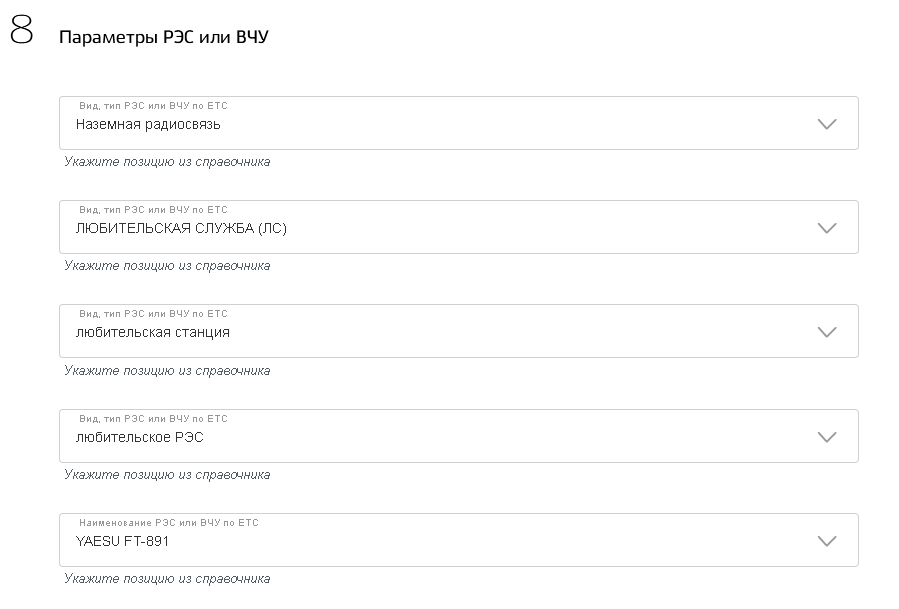 8
Параметры РЭС или ВЧУ
Вид, тип РЭС или ВЧУ по ЕТС
Наземная радиосвязь
Укажите позицию из справочника
Вид, тип РЭС или ВЧУ по ЕТС
ЛЮБИТЕЛЬСКАЯ СЛУЖБА (ЛС)
Укажите позицию из справочника
Вид, тип РЭС или ВЧУ по ЕТС
любительская станция
Укажите позицию из справочника
Вид, тип РЭС или ВЧУ по ЕТС
любительское РЭС
Укажите позицию из справочника
Наименование РЭС или ВЧУ по ЕТС
YAESU FT-891
Укажите позицию из справочника